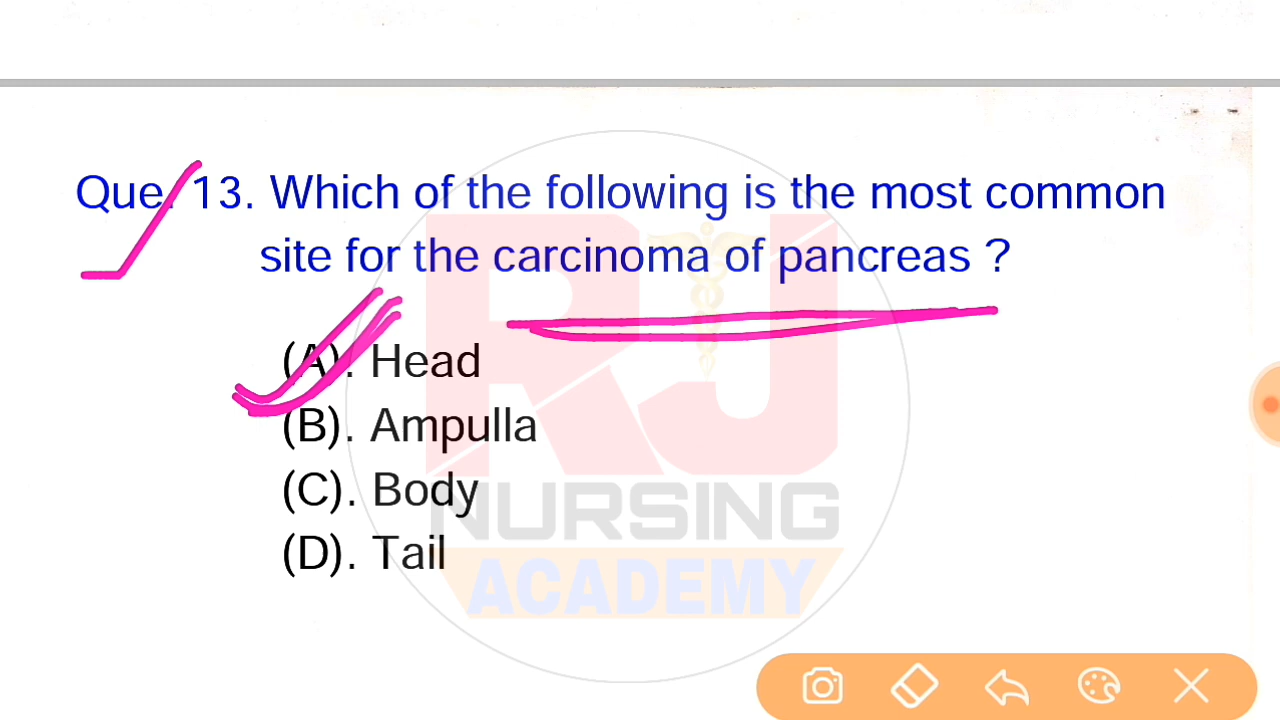 Que. 13. Which of the following is the most common
site for the carcinoma of pancreas ?
(A). Head
(B). Ampulla
(C). Body
(D). Tail
RJ
NURSING
ACADEMY